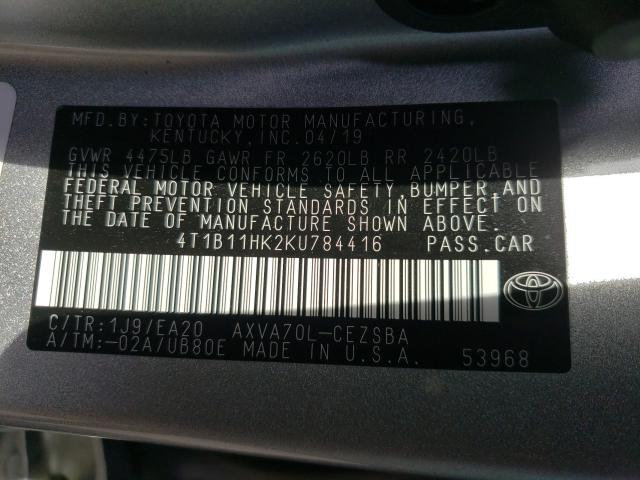 MFD.BY:TOYOTA MOTOR MANUFACTURING,
KENTUCKY,INC.04/19
GVWR 4475LB GAWR FR 2620LB RR 2420LB
THIS VEHICLE CONFORMS TO ALL APPLICABLE
FEDERAL MOTOR VEHICLE SAFETY, BUMPER,AND
THEFT PREVENTION STANDARDS IN EFFECT ON
THE DATE OF MANUFACTURE SHOWN ABOVE.
4T1B11HK2KU784416 PASS.CAR
C/TR:1J9/EA20 AXVA70L-CEZSBA
A/TM:-02A/UB80E MADE IN U.S.A. 53968